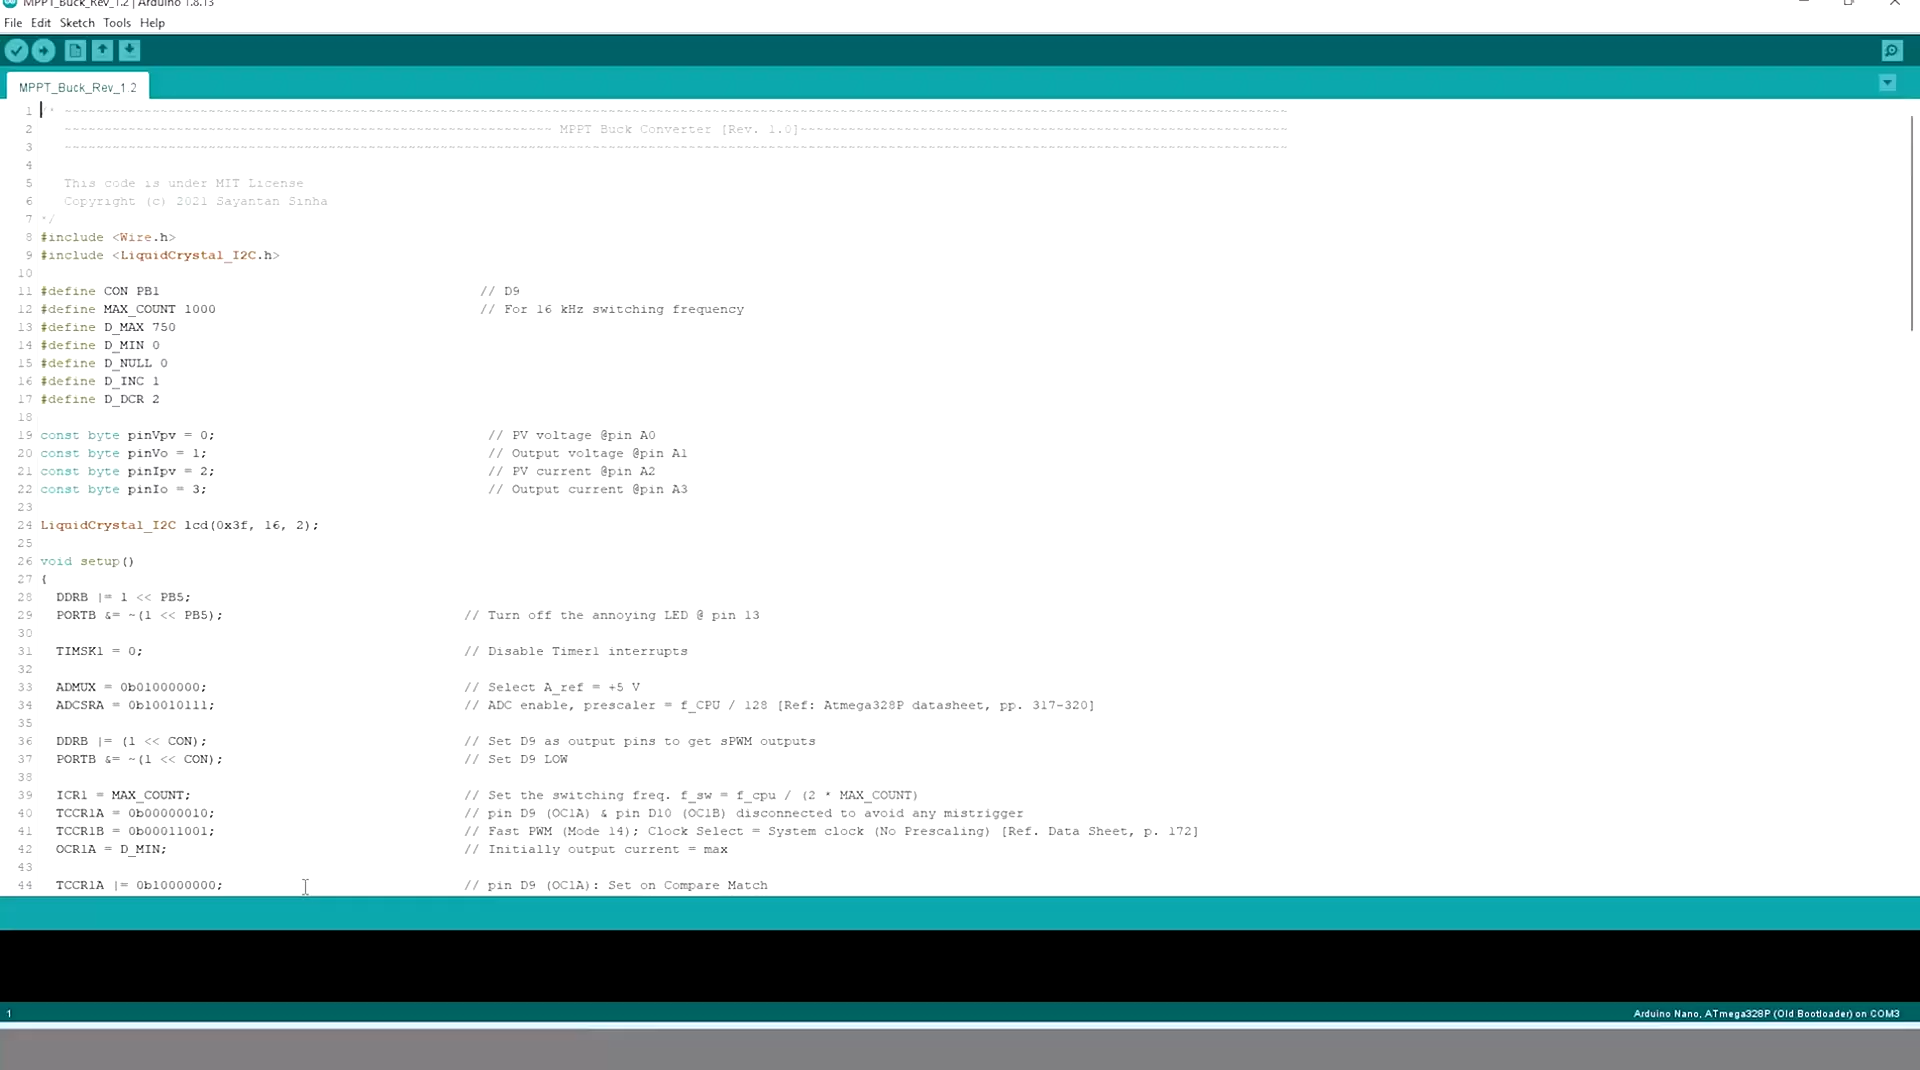 MPPT_Buck_Rev_1.2 | Arduino 1.8.13
File Edit Sketch Tools Help
MPPT_Buck_Rev_1.2
1 /* ~~~~~~~~~~~~~~~~~~~~~~~~~~~~~~~~~~~~~~~~
2 ~~~~~~~~~~~~~~~~~~~~ MPPT Buck Converter [Rev. 1.0]~~~~~~~~~~~~~~~~~~~~
3 ~~~~~~~~~~~~~~~~~~~~~~~~~~~~~~~~~~~~~~~~
4
5 This code is under MIT License
6 Copyright (c) 2021 Sayantan Sinha
7 */
8 #include <Wire.h>
9 #include <LiquidCrystal_I2C.h>
10
11 #define CON PB1 // D9
12 #define MAX_COUNT 1000 // For 16 kHz switching frequency
13 #define D_MAX 750
14 #define D_MIN 0
15 #define D_NULL 0
16 #define D_INC 1
17 #define D_DCR 2
18
19 const byte pinVpv = 0; // PV voltage @pin A0
20 const byte pinVo = 1; // Output voltage @pin A1
21 const byte pinIpv = 2; // PV current @pin A2
22 const byte pinIo = 3; // Output current @pin A3
23
24 LiquidCrystal_I2C lcd(0x3f, 16, 2);
25
26 void setup()
27 {
28 DDRB |= 1 << PB5;
29 PORTB &= ~(1 << PB5); // Turn off the annoying LED @ pin 13
30
31 TIMSK1 = 0; // Disable Timer1 interrupts
32
33 ADMUX = 0b01000000; // Select A_ref = +5 V
34 ADCSRA = 0b10010111; // ADC enable, prescaler = f_CPU / 128 [Ref: Atmega328P datasheet, pp. 317-320]
35
36 DDRB |= (1 << CON); // Set D9 as output pins to get sPWM outputs
37 PORTB &= ~(1 << CON); // Set D9 LOW
38
39 ICR1 = MAX_COUNT; // Set the switching freq. f_sw = f_cpu / (2 * MAX_COUNT)
40 TCCR1A = 0b00000010; // pin D9 (OC1A) & pin D10 (OC1B) disconnected to avoid any mistrigger
41 TCCR1B = 0b00011001; // Fast PWM (Mode 14); Clock Select = System clock (No Prescaling) [Ref. Data Sheet, p. 172]
42 OCR1A = D_MIN; // Initially output current = max
43
44 TCCR1A |= 0b10000000; // pin D9 (OC1A): Set on Compare Match
1
Arduino Nano, ATmega328P (Old Bootloader) on COM3